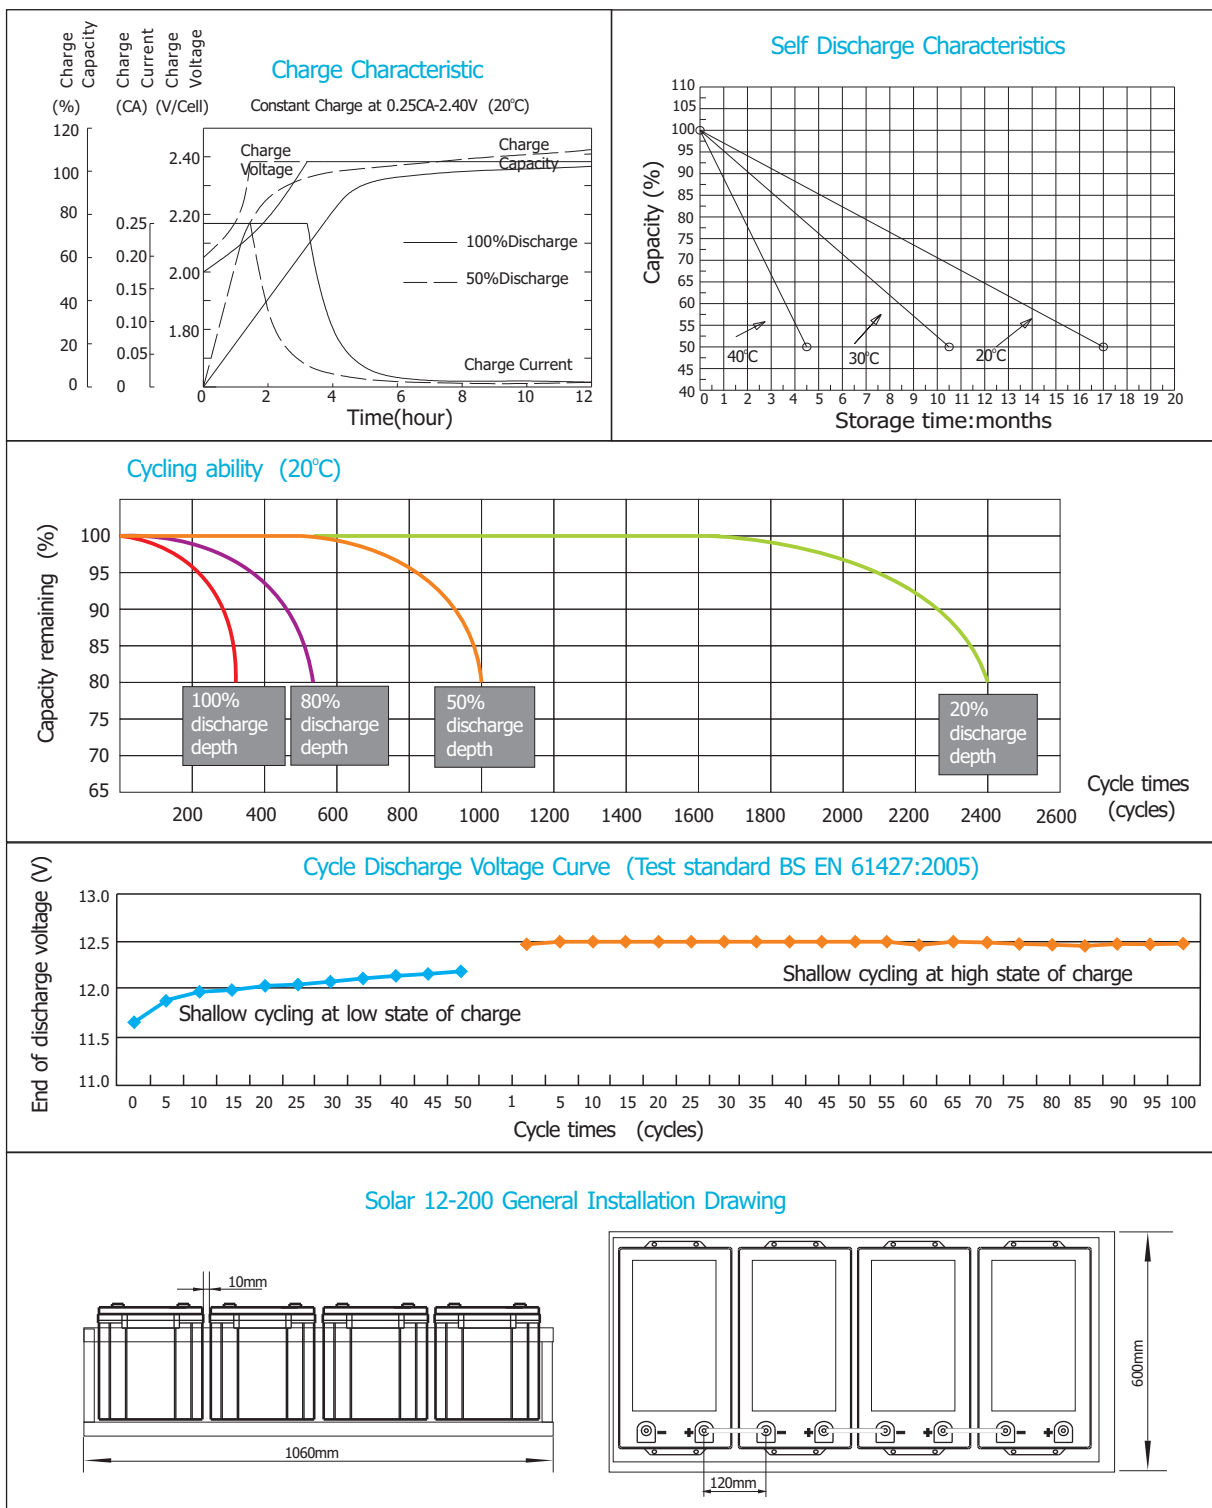 Charge Capacity
Charge Current
Charge Voltage
(%)
(CA)
(V/Cell)
Charge Characteristic
Constant Charge at 0.25CA-2.40V (20°C)
120
100
80
60
40
20
0
0.25
0.20
0.15
0.10
0.05
0
2.40
2.20
2.00
1.80
Charge
Voltage
Charge
Capacity
100%Discharge
50%Discharge
Charge Current
0 2 4 6 8 10 12
Time(hour)
Self Discharge Characteristics
Capacity (%)
110
105
100
95
90
85
80
75
70
65
60
55
50
45
40
40°C
30°C
20°C
0 1 2 3 4 5 6 7 8 9 10 11 12 13 14 15 16 17 18 19 20
Storage time:months
Cycling ability (20°C)
Capacity remaining (%)
100
95
90
85
80
75
70
65
100%
discharge
depth
80%
discharge
depth
50%
discharge
depth
20%
discharge
depth
200 400 600 800 1000 1200 1400 1600 1800 2000 2200 2400 2600
Cycle times
(cycles)
Cycle Discharge Voltage Curve (Test standard BS EN 61427:2005)
End of discharge voltage (V)
13.0
12.5
12.0
11.5
11.0
Shallow cycling at low state of charge
Shallow cycling at high state of charge
0 5 10 15 20 25 30 35 40 45 50 1 5 10 15 20 25 30 35 40 45 50 55 60 65 70 75 80 85 90 95 100
Cycle times (cycles)
Solar 12-200 General Installation Drawing
10mm
1060mm
- + - + - + - +
120mm
600mm